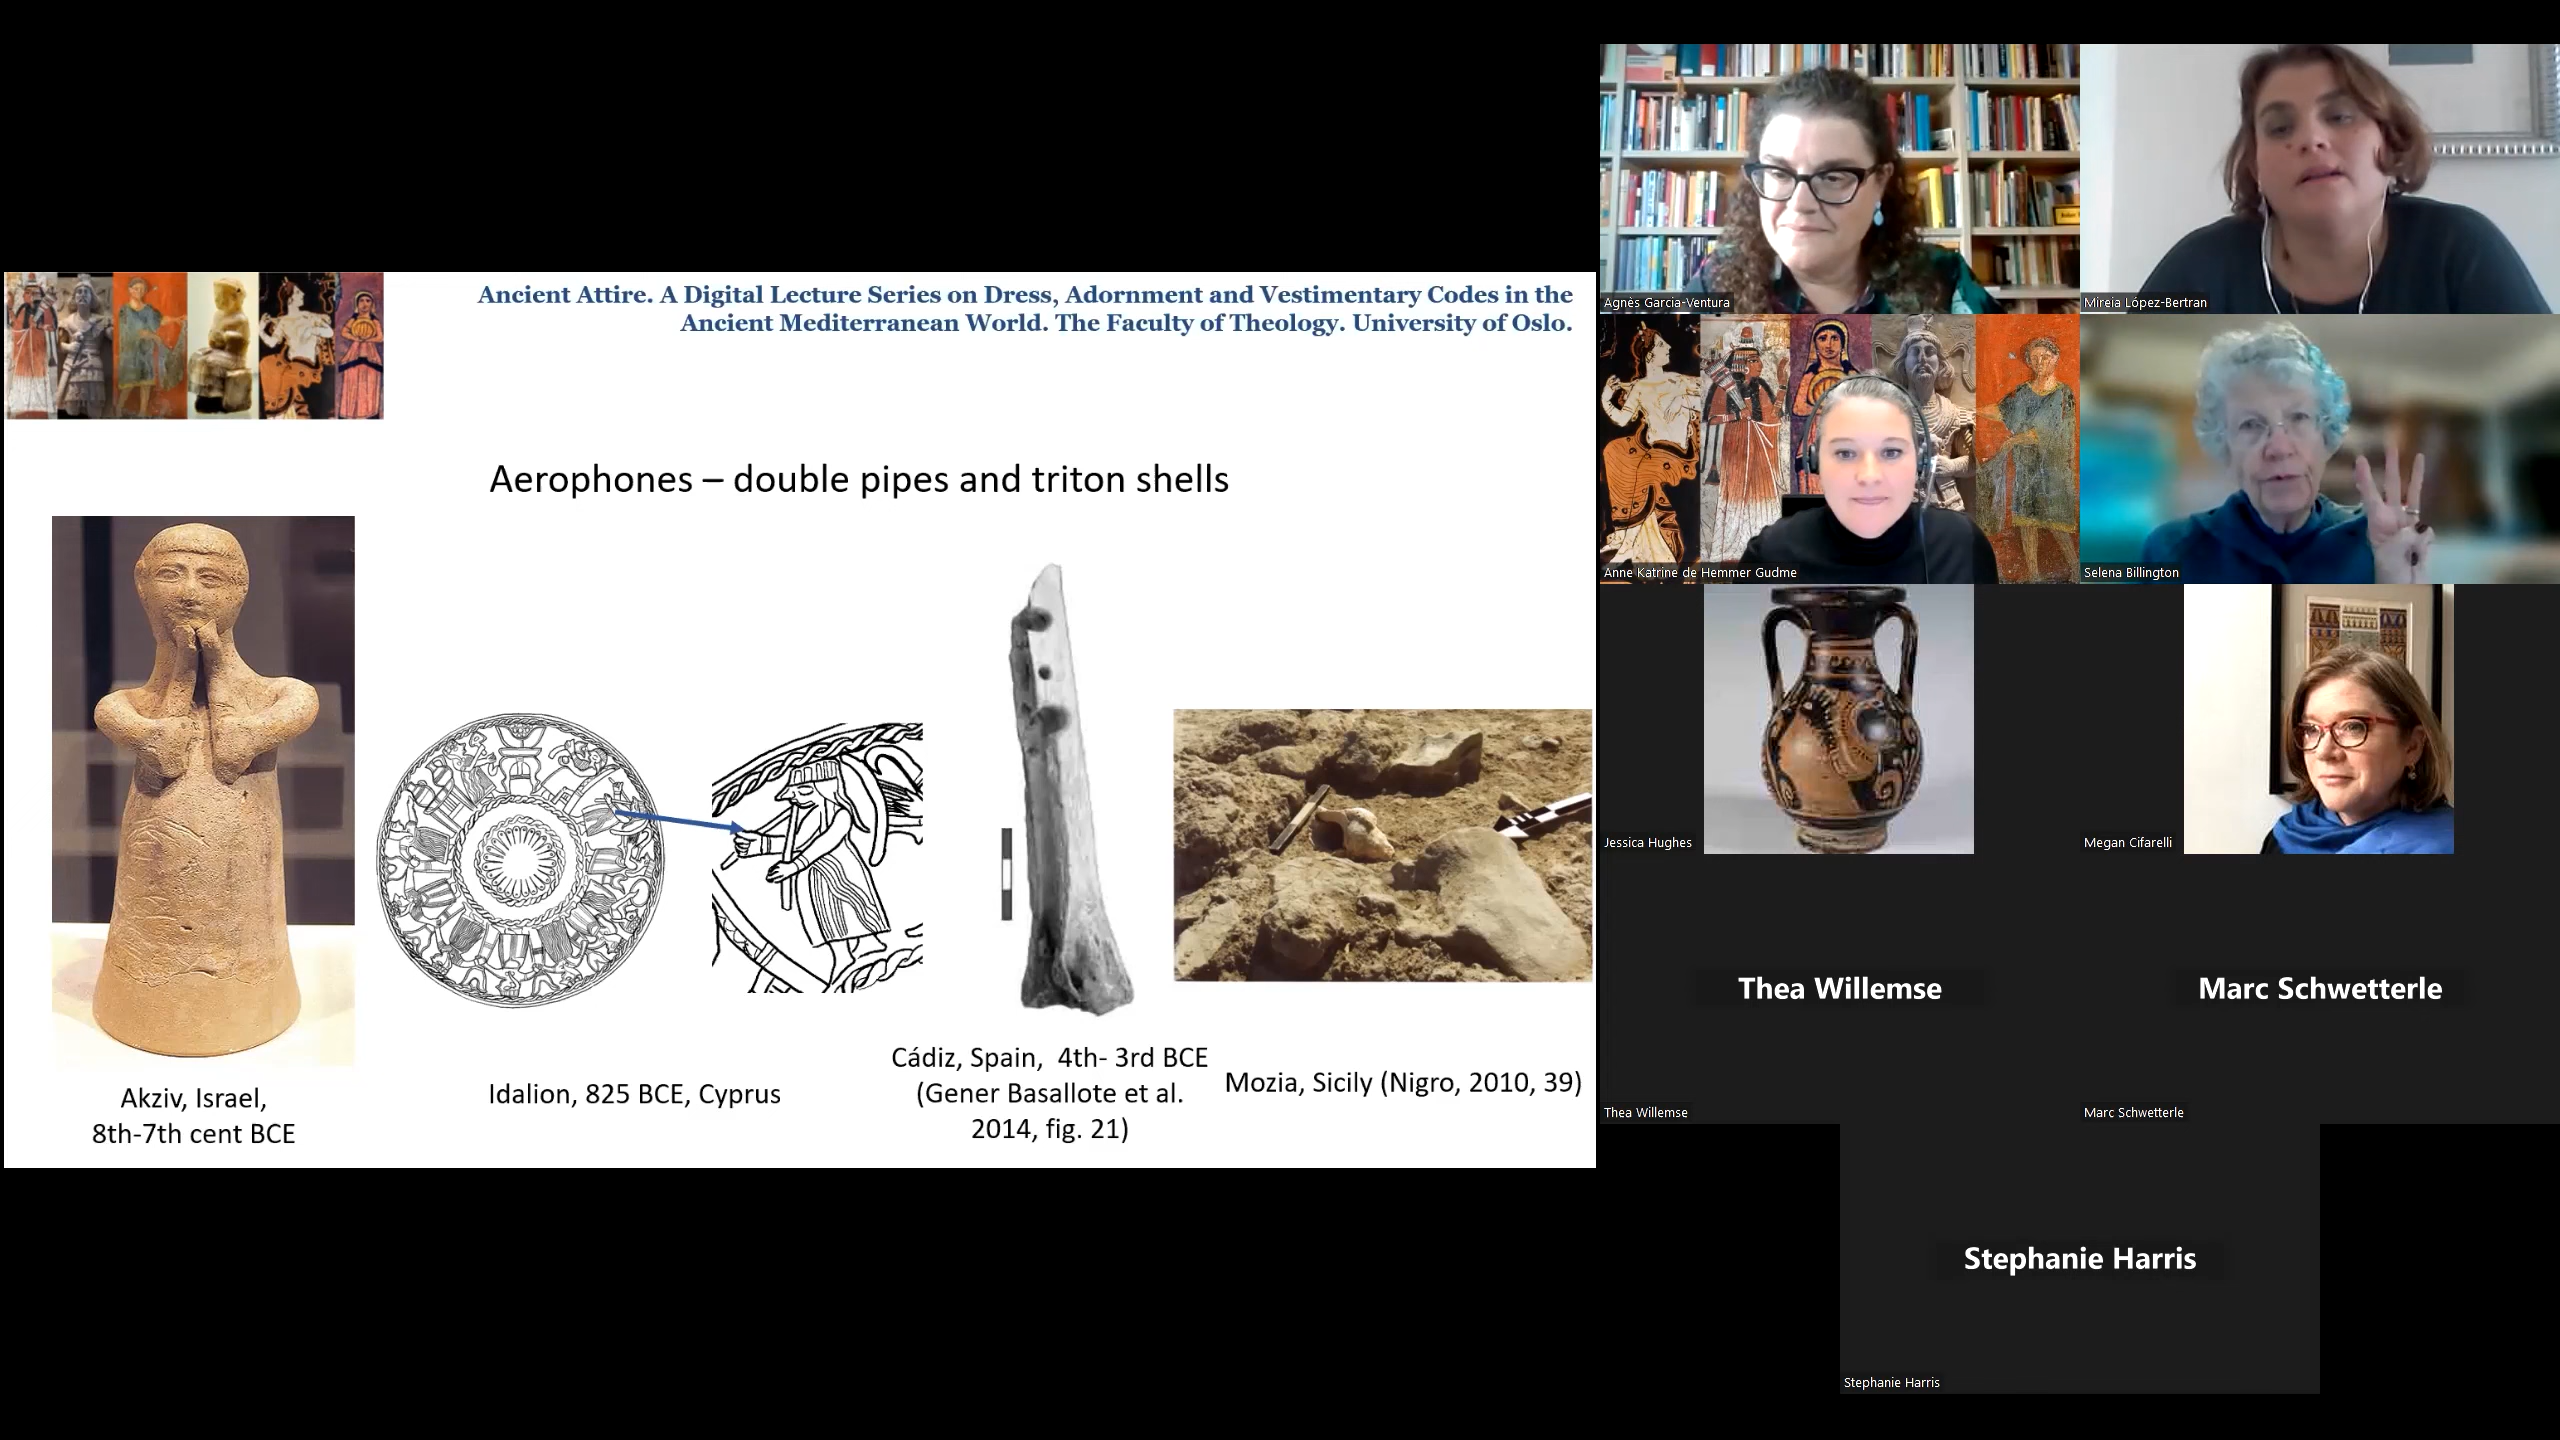 Ancient Attire. A Digital Lecture Series on Dress, Adornment and Vestimentary Codes in the
Ancient Mediterranean World. The Faculty of Theology. University of Oslo.
Aerophones – double pipes and triton shells
Akziv, Israel,
8th-7th cent BCE
Idalion, 825 BCE, Cyprus
Cádiz, Spain, 4th- 3rd BCE
(Gener Basallote et al.
2014, fig. 21)
Mozia, Sicily (Nigro, 2010, 39)
Agnès Garcia-Ventura
Mireia López-Bertran
Anne Katrine de Hemmer Gudme
Selena Billington
Jessica Hughes
Megan Cifarelli
Thea Willemse
Thea Willemse
Marc Schwetterle
Marc Schwetterle
Stephanie Harris
Stephanie Harris